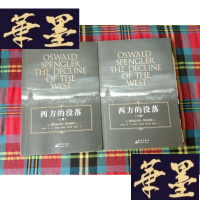 華
墨
OSWALD
SPENGLER
THE DECLINE
OF THE
WEST
西方的没落
OSWALD
SPENGLER
THE DECLINE
OF THE
WEST
西方的没落
華
墨